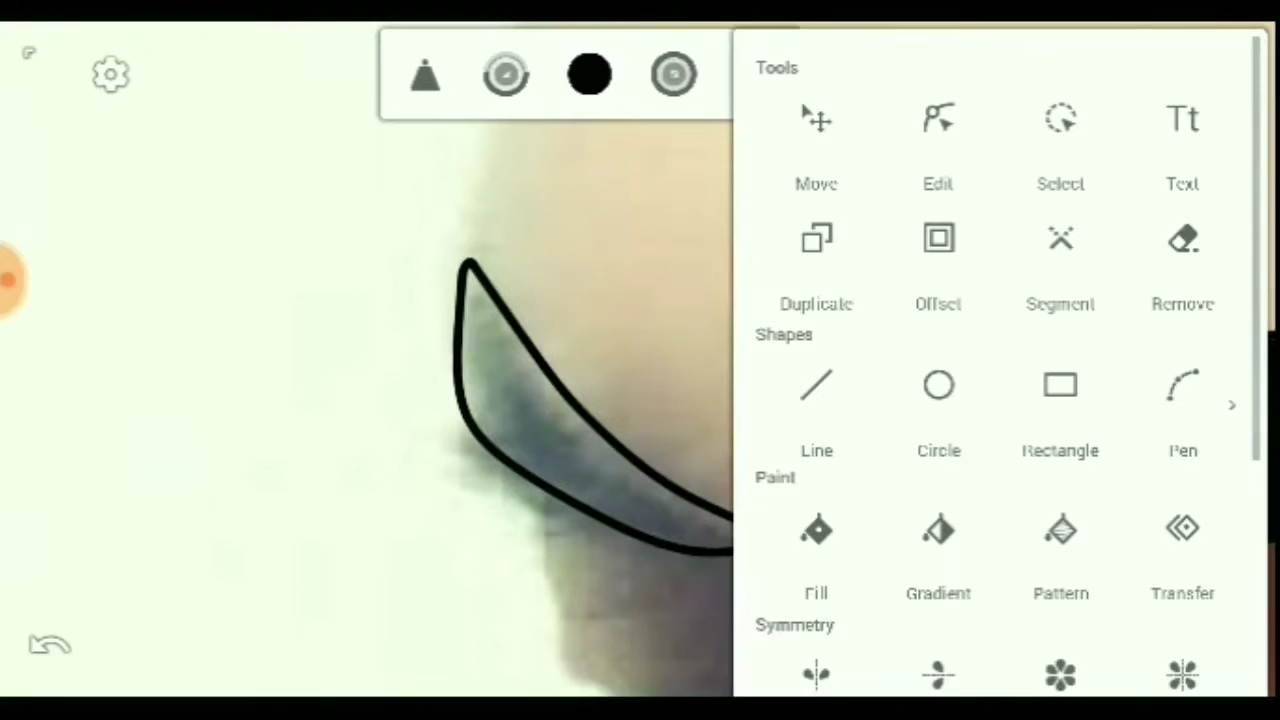 Tools
Move Edit Select Text
Duplicate Offset Segment Remove
Shapes
Line Circle Rectangle Pen
Paint
Fill Gradient Pattern Transfer
Symmetry